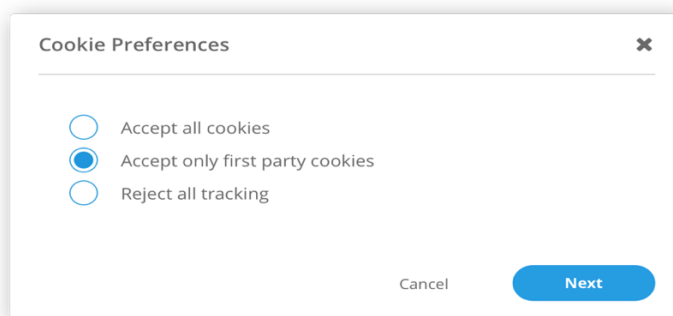 Cookie Preferences
Accept all cookies
Accept only first party cookies
Reject all tracking
Cancel Next